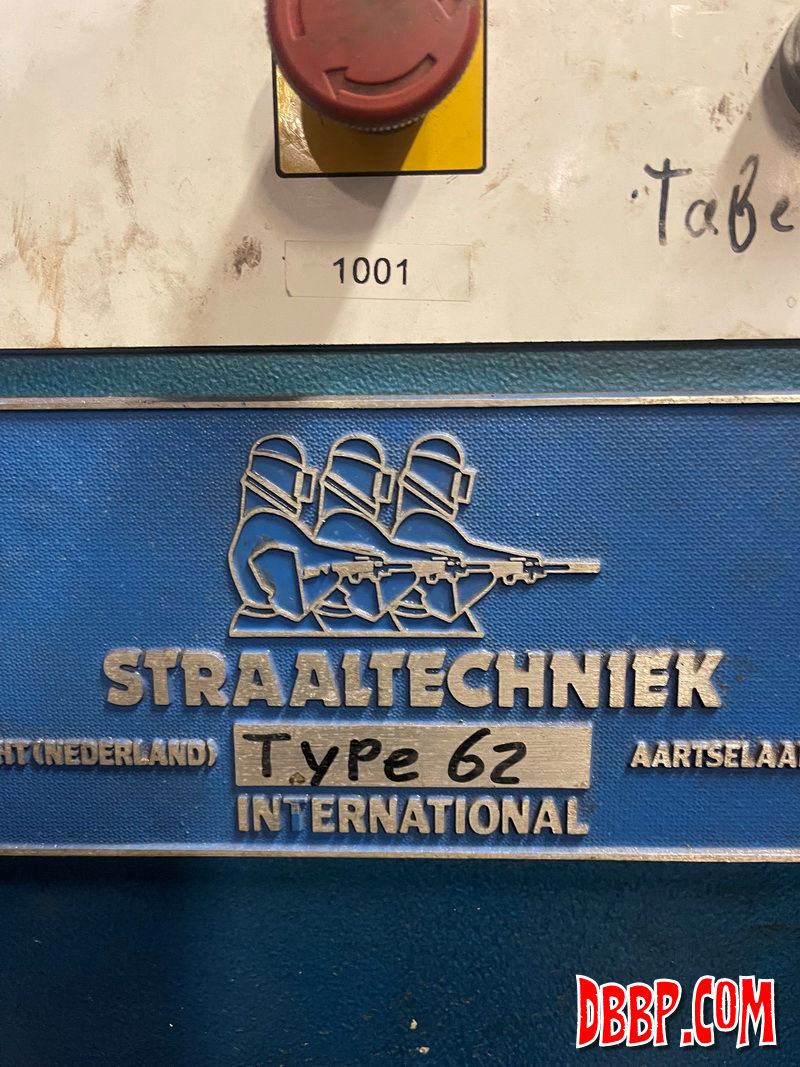 Tabe
1001
STRAALTECHNIEK
HT (NEDERLAND)
Type 62
AARTSELAA
INTERNATIONAL
DBBP.COM